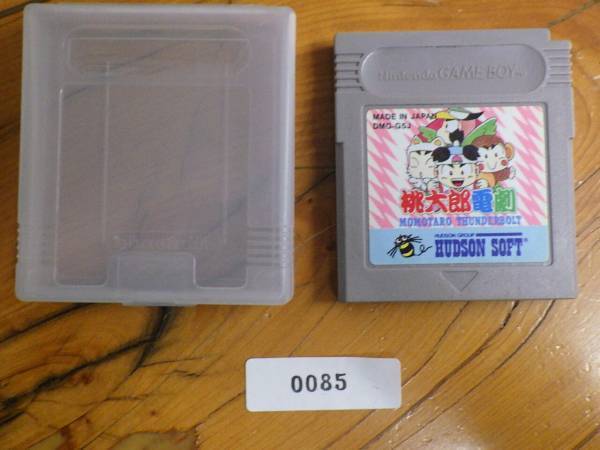 Nintendo GAME BOY™
MADE IN JAPAN
DMG-G5J
桃太郎電劇
MOMOTARO THUNDERBOLT
HUDSON GROUP
HUDSON SOFT®
0085